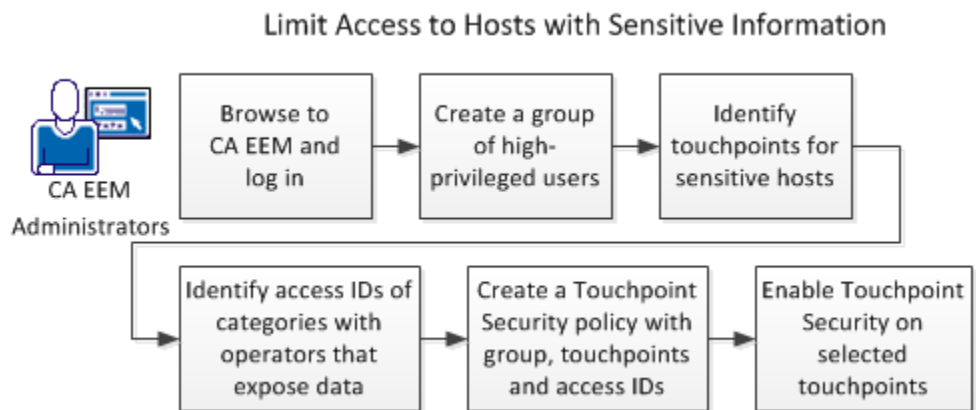 Limit Access to Hosts with Sensitive Information
CA EEM
Administrators
Browse to
CA EEM and
log in
Create a group
of high-
privileged users
Identify
touchpoints for
sensitive hosts
Identify access IDs of
categories with
operators that
expose data
Create a Touchpoint
Security policy with
group, touchpoints
and access IDs
Enable Touchpoint
Security on
selected
touchpoints